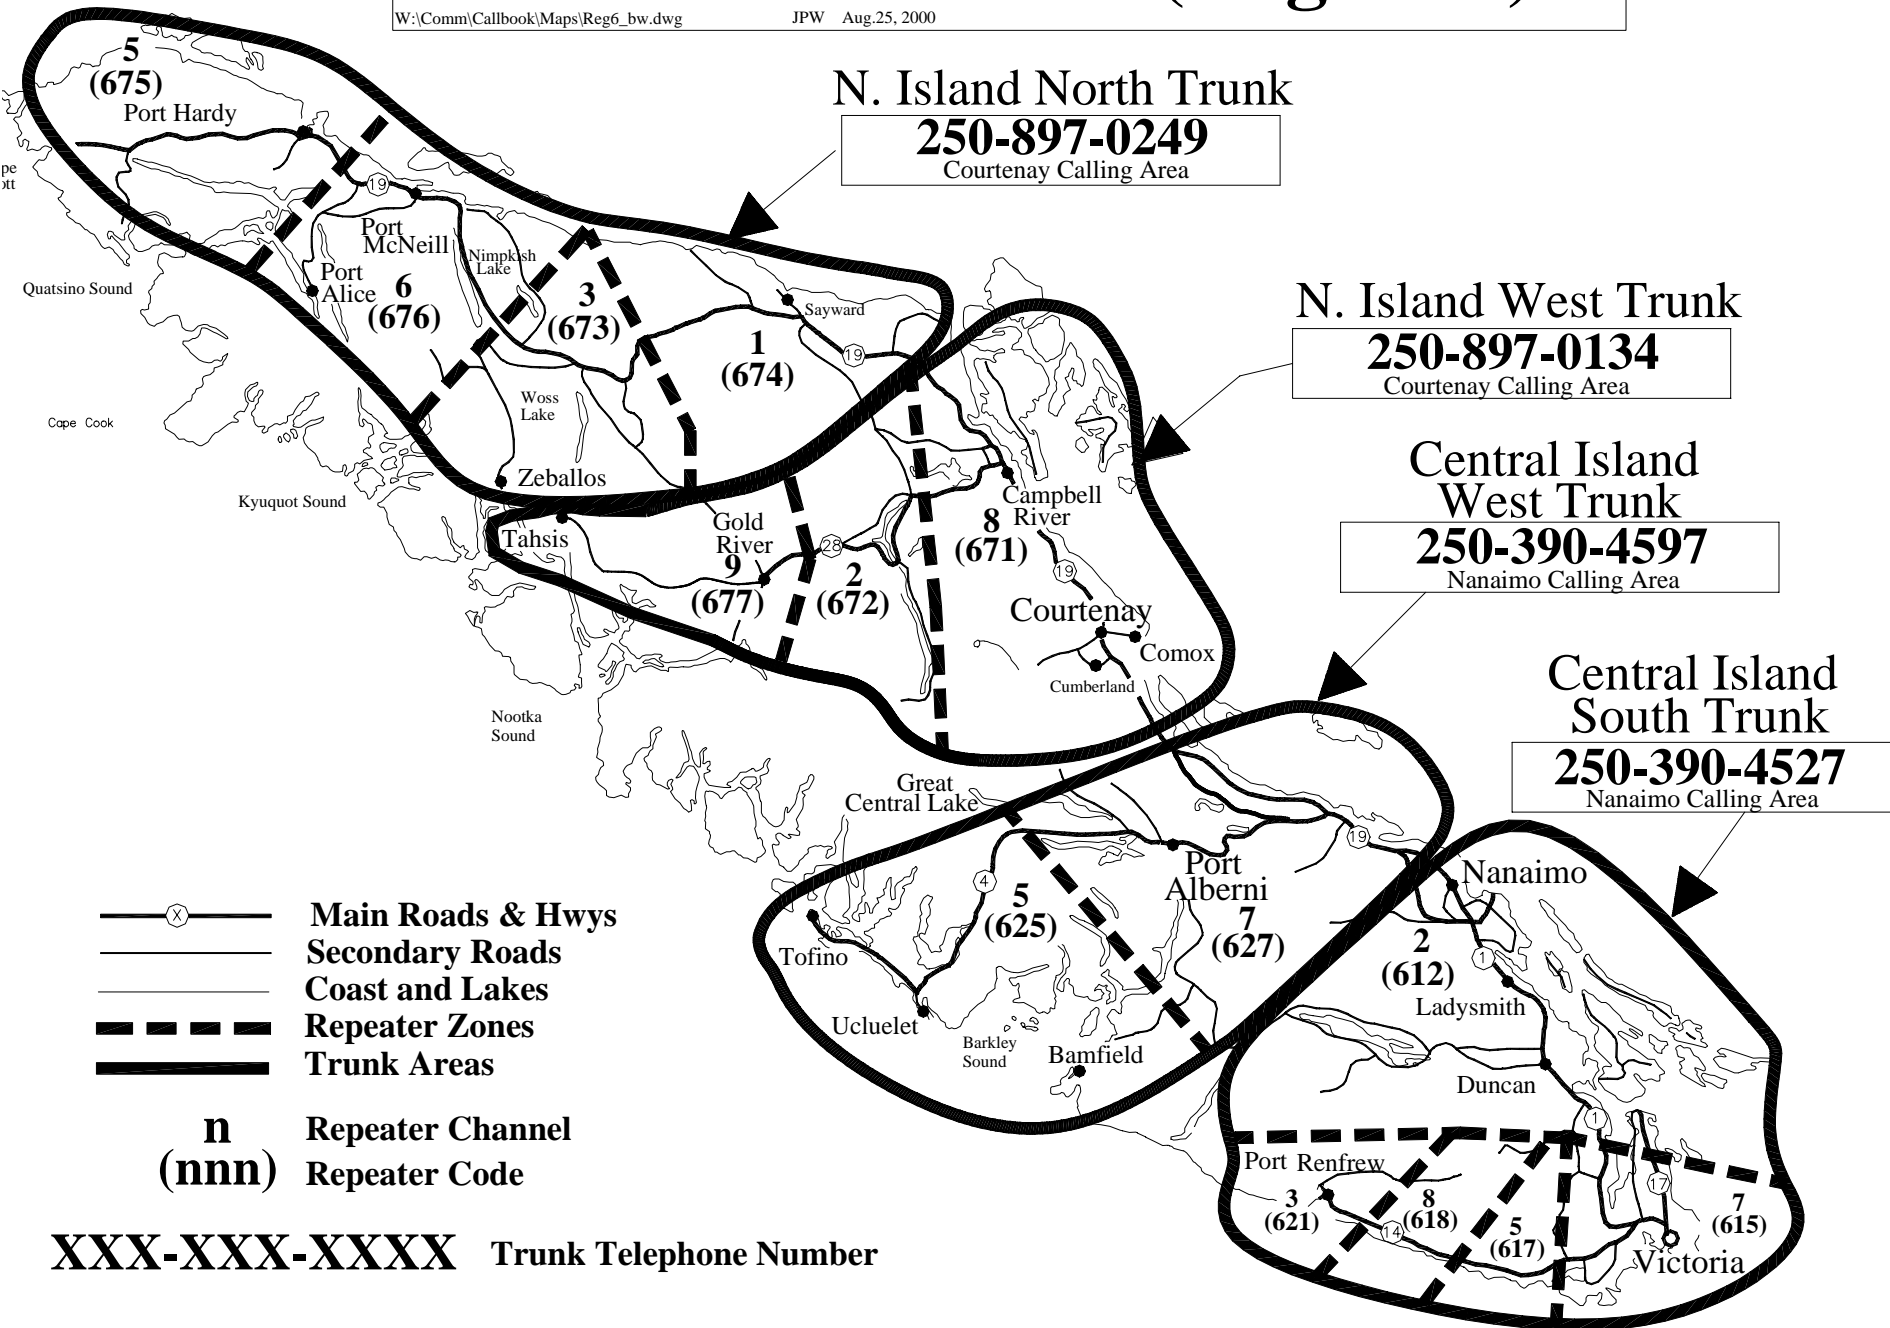 W:\Comm\Callbook\Maps\Reg6_bw.dwg JPW Aug.25, 2000
N. Island North Trunk
250-897-0249
Courtenay Calling Area
5
(675)
Port Hardy
19
Port
McNeill
Nimpkish
Lake
Port
Alice
6
(676)
Quatsino Sound
3
(673)
Sayward
1
(674)
19
N. Island West Trunk
250-897-0134
Courtenay Calling Area
Woss
Lake
Cape Cook
Zeballos
Kyuquot Sound
Tahsis
Gold
River
9
(677)
28
2
(672)
Campbell
River
8
(671)
19
Courtenay
Comox
Cumberland
Central Island
West Trunk
250-390-4597
Nanaimo Calling Area
Nootka
Sound
Central Island
South Trunk
250-390-4527
Nanaimo Calling Area
Great
Central Lake
19
Port
Alberni
7
(627)
4
5
(625)
Tofino
Ucluelet
Barkley
Sound
Bamfield
Nanaimo
2
(612)
1
Ladysmith
Duncan
1
Port Renfrew
3
(621)
14
8
(618)
5
(617)
17
7
(615)
Victoria
X Main Roads & Hwys
Secondary Roads
Coast and Lakes
Repeater Zones
Trunk Areas
n Repeater Channel
(nnn) Repeater Code
XXX-XXX-XXXX Trunk Telephone Number